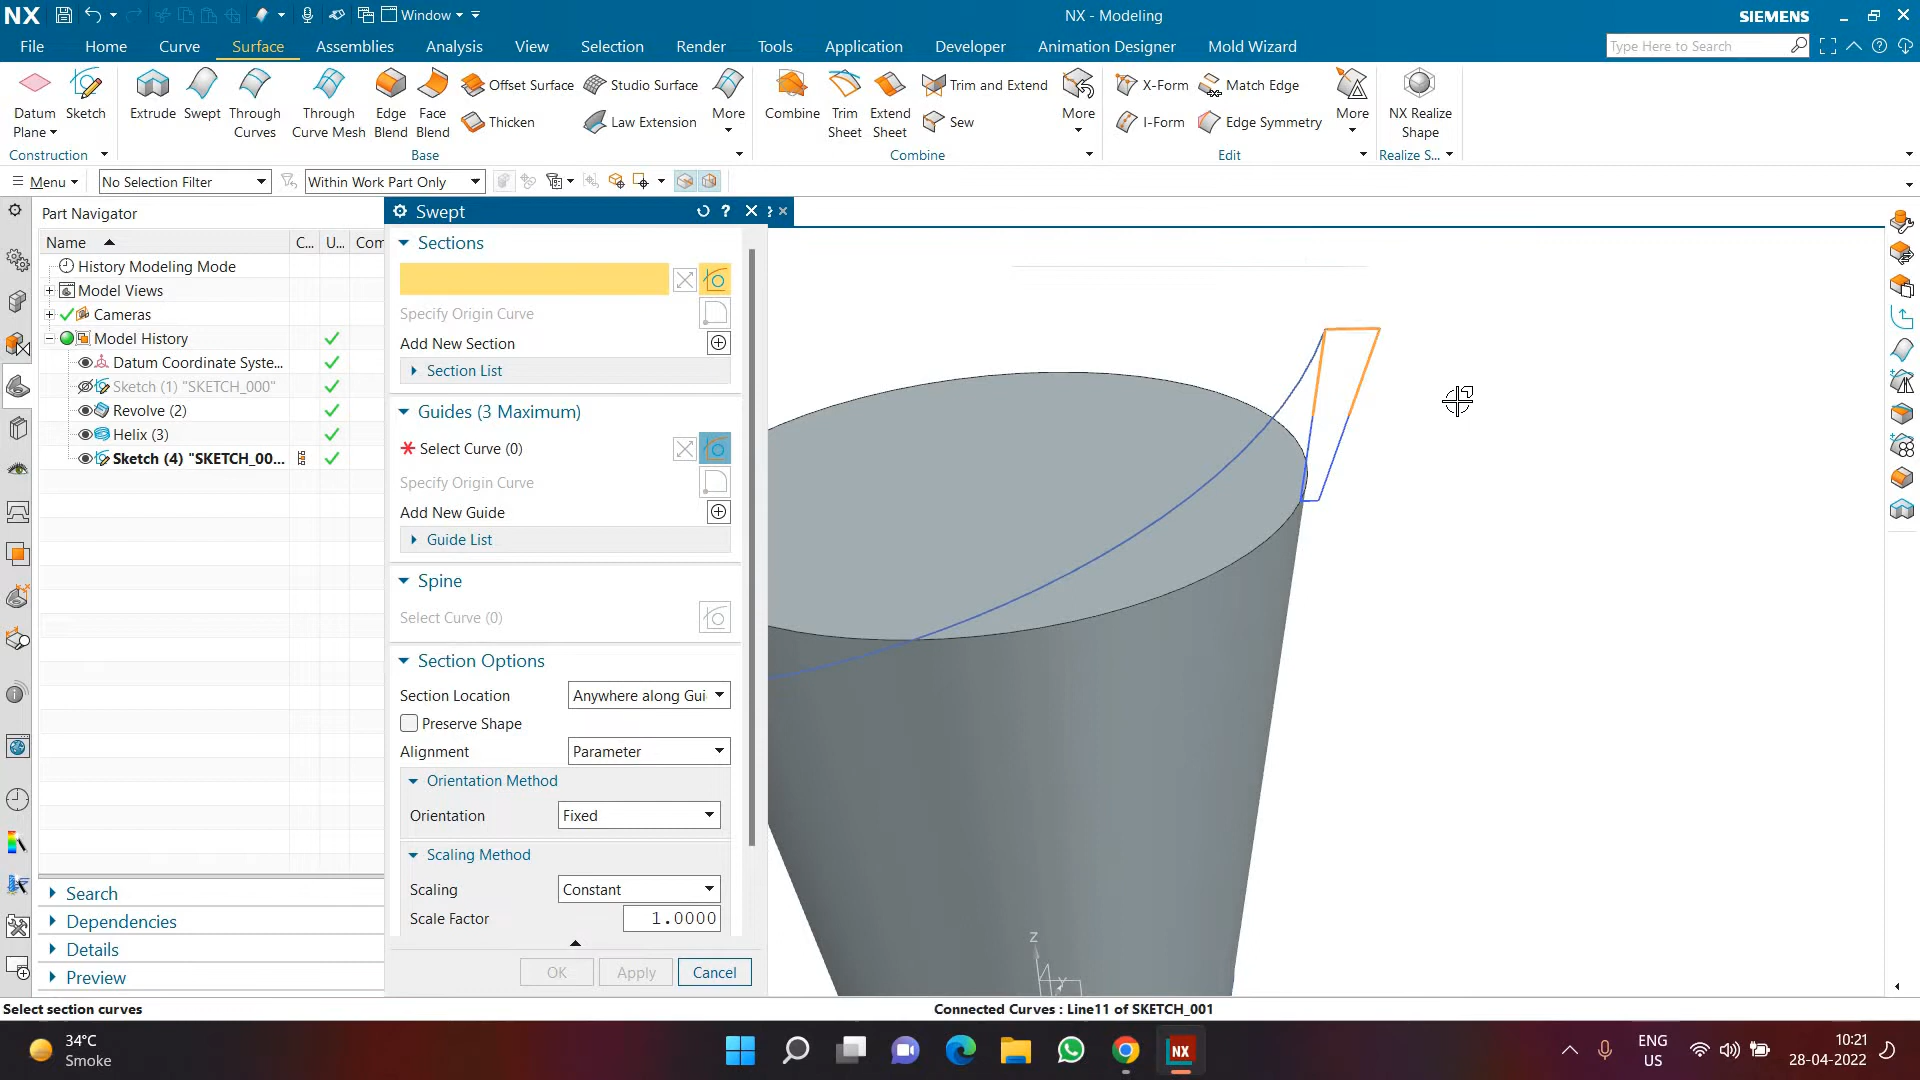 NX
Window
NX - Modeling
SIEMENS
File
Home
Curve
Surface
Assemblies
Analysis
View
Selection
Render
Tools
Application
Developer
Animation Designer
Mold Wizard
Type Here to Search
Datum Plane
Sketch
Extrude
Swept
Through Curves
Through Curve Mesh
Edge Blend
Face Blend
Offset Surface
Thicken
Studio Surface
Law Extension
More
Combine
Trim Sheet
Extend Sheet
Trim and Extend
Sew
More
X-Form
I-Form
Match Edge
Edge Symmetry
More
NX Realize Shape
Construction
Base
Combine
Edit
Realize S...
Menu
No Selection Filter
Within Work Part Only
Part Navigator
Name
C...
U...
Com
History Modeling Mode
Model Views
Cameras
Model History
Datum Coordinate Syste...
Sketch (1) "SKETCH_000"
Revolve (2)
Helix (3)
Sketch (4) "SKETCH_00...
Search
Dependencies
Details
Preview
Swept
Sections
Specify Origin Curve
Add New Section
Section List
Guides (3 Maximum)
* Select Curve (0)
Specify Origin Curve
Add New Guide
Guide List
Spine
Select Curve (0)
Section Options
Section Location
Anywhere along Gui
Preserve Shape
Alignment
Parameter
Orientation Method
Orientation
Fixed
Scaling Method
Scaling
Constant
Scale Factor
1.0000
OK
Apply
Cancel
Z
Select section curves
Connected Curves : Line11 of SKETCH_001
34°C
Smoke
NX
ENG
US
10:21
28-04-2022